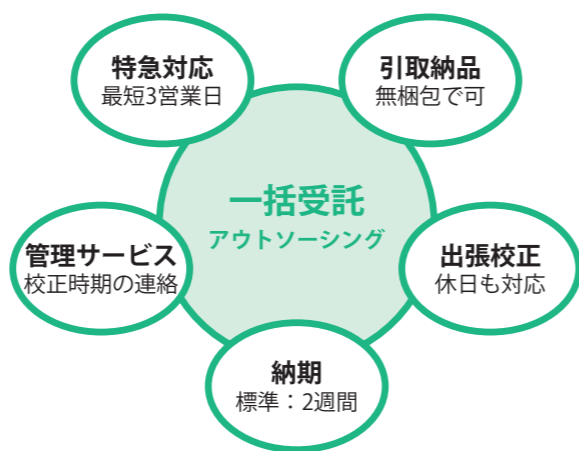 特急対応
最短3営業日
引取納品
無梱包で可
一括受託
アウトソーシング
管理サービス
校正時期の連絡
出張校正
休日も対応
納期
標準：2週間